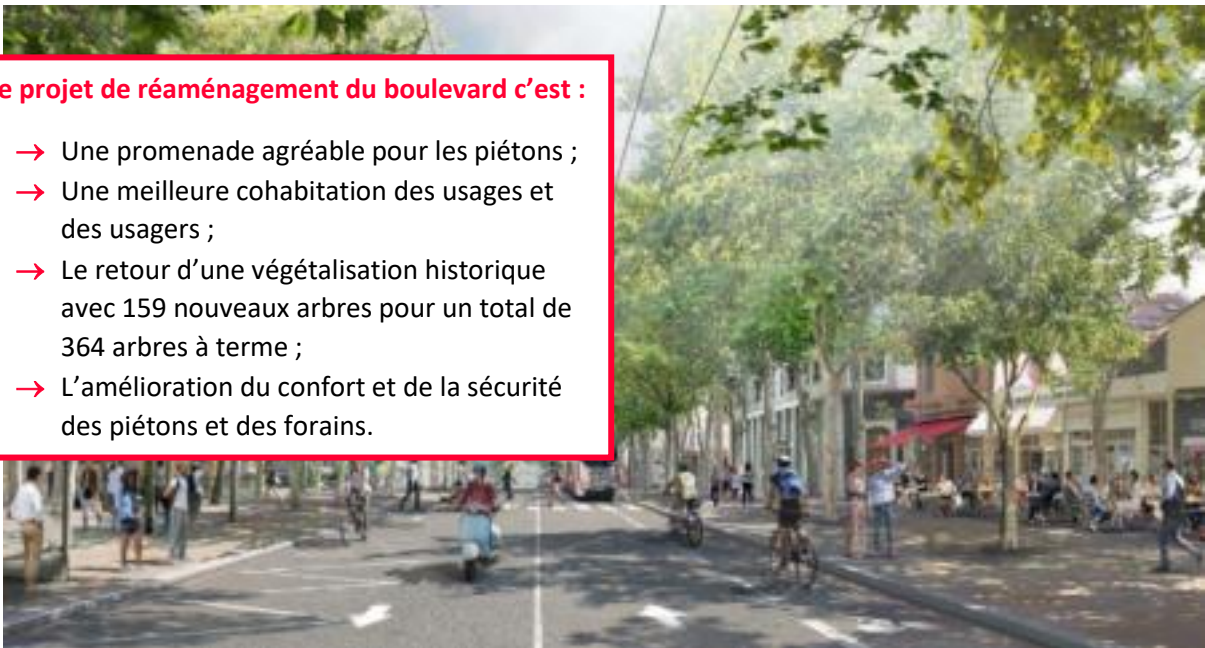 e projet de réaménagement du boulevard c’est :
→ Une promenade agréable pour les piétons ;
→ Une meilleure cohabitation des usages et
des usagers ;
→ Le retour d’une végétalisation historique
avec 159 nouveaux arbres pour un total de
364 arbres à terme ;
→ L’amélioration du confort et de la sécurité
des piétons et des forains.